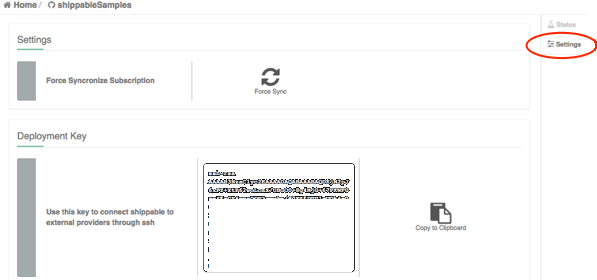 Home / shippableSamples
Status
Settings
Settings
Force Syncronize Subscription
Force Sync
Deployment Key
Use this key to connect shippable to
external providers through ssh
Copy to Clipboard